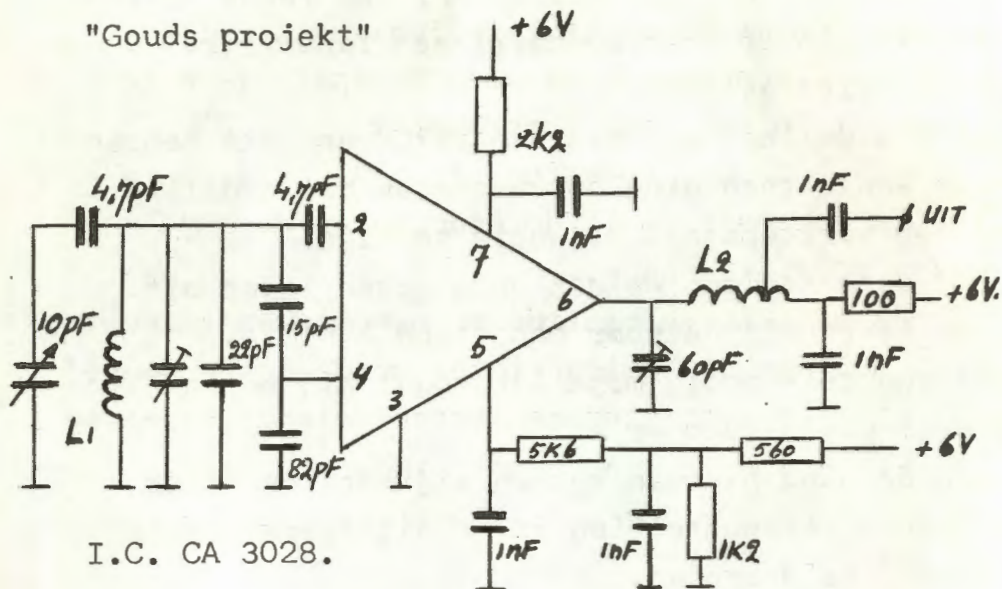 "Gouds projekt"
+6V
2k2
4,7pF
4,7pF
1nF
1nF
UIT
2
7
L2
6
100
+6V.
10pF
15pF
22pF
5
60pF
1nF
4
L1
3
82pF
5K6
560
+6V
1nF
1nF
1K2
I.C. CA 3028.